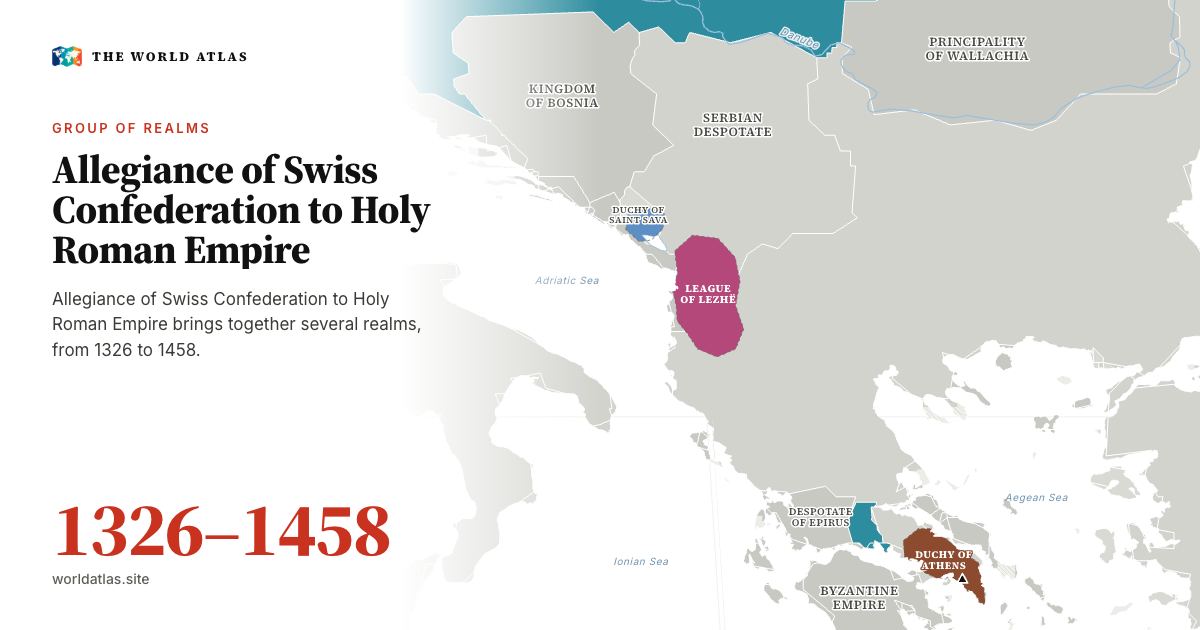 THE WORLD ATLAS
GROUP OF REALMS
Allegiance of Swiss
Confederation to Holy
Roman Empire
Allegiance of Swiss Confederation to Holy
Roman Empire brings together several realms,
from 1326 to 1458.
1326–1458
worldatlas.site
Danube
PRINCIPALITY
OF WALLACHIA
KINGDOM
OF BOSNIA
SERBIAN
DESPOTATE
DUCHY OF
SAINT SAVA
Adriatic Sea
LEAGUE
OF LEZHË
Aegean Sea
DESPOTATE
OF EPIRUS
Ionian Sea
DUCHY OF
ATHENS
BYZANTINE
EMPIRE